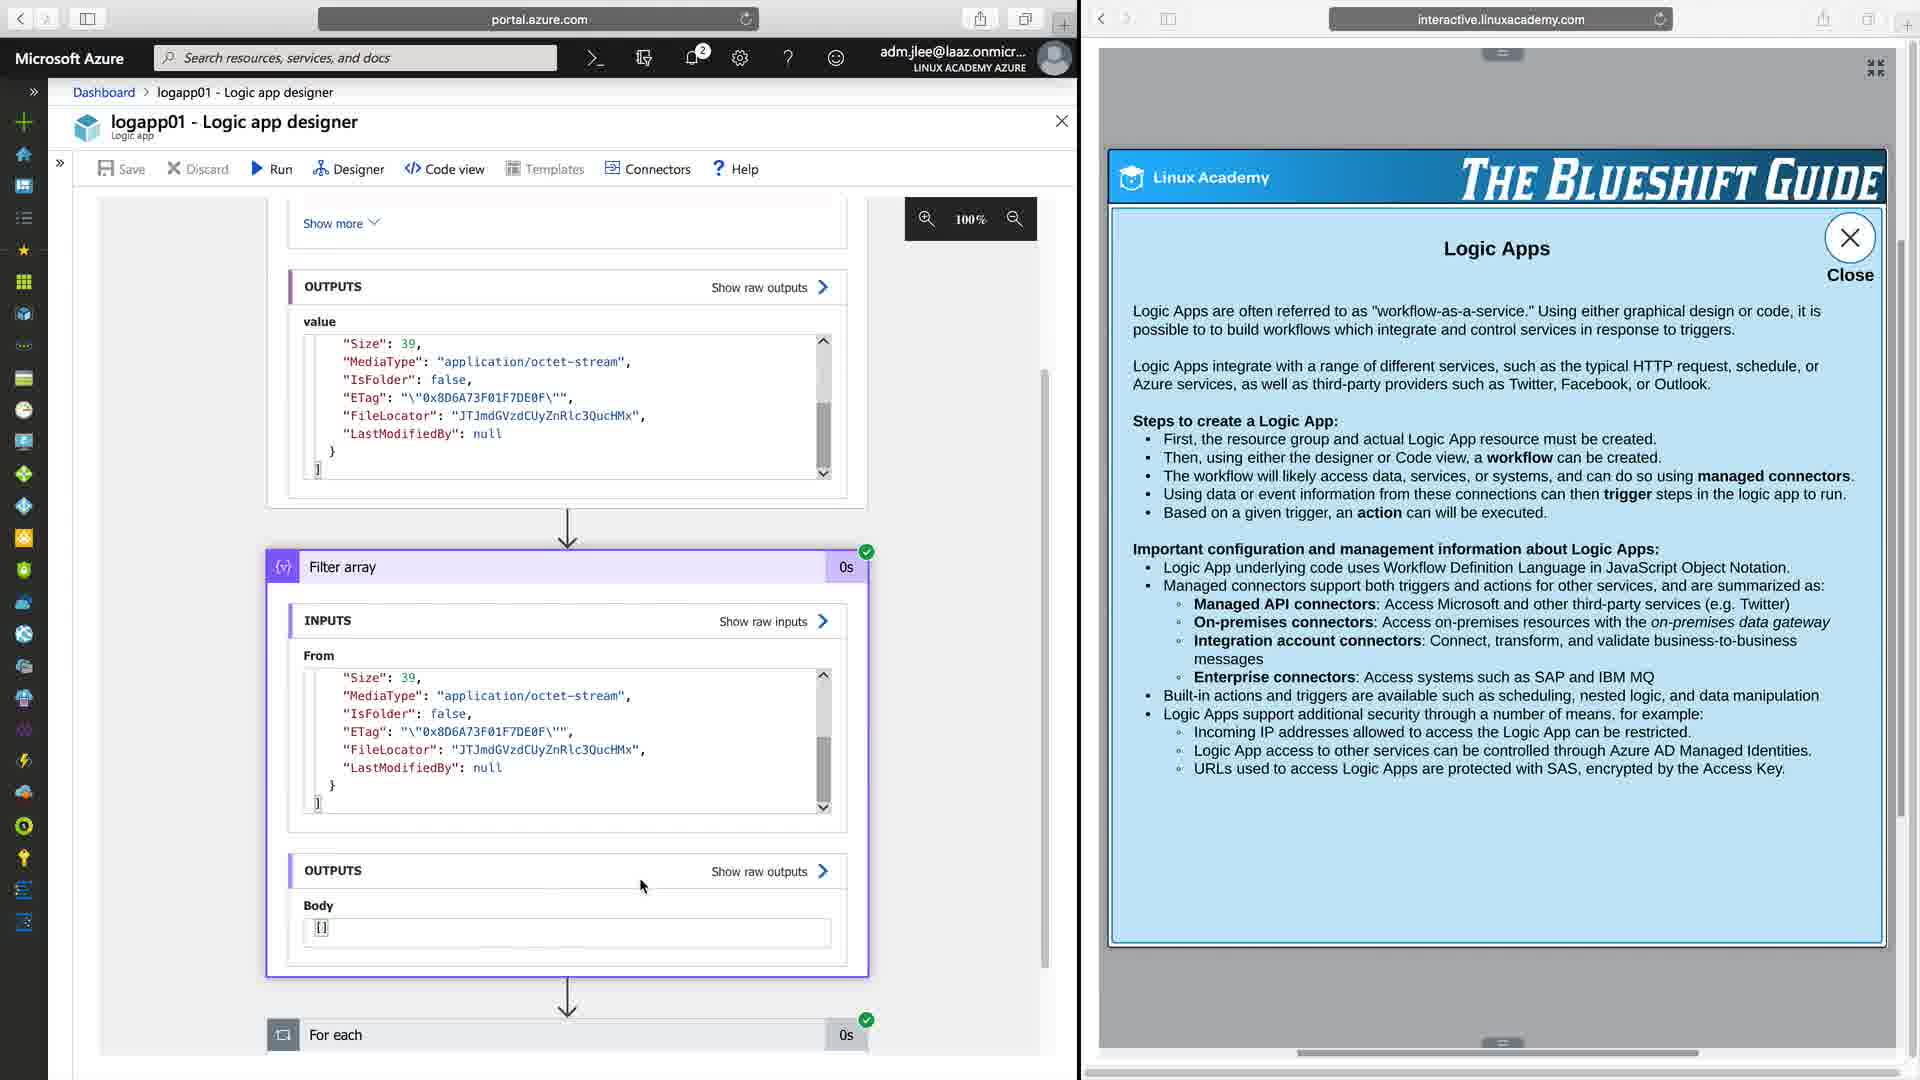 portal.azure.com
Microsoft Azure
Search resources, services, and docs
2
adm.jlee@laaz.onmicr...
LINUX ACADEMY AZURE
Dashboard > logapp01 - Logic app designer
logapp01 - Logic app designer
Logic app
Save
Discard
Run
Designer
Code view
Templates
Connectors
? Help
100%
Show more
OUTPUTS
Show raw outputs
value
"Size": 39,
"MediaType": "application/octet-stream",
"IsFolder": false,
"ETag": "\"0x8D6A73F01F7DE0F\"",
"FileLocator": "JTJmdGVzdCUyZnRlc3QucHMx",
"LastModifiedBy": null
}
]
Filter array
0s
INPUTS
Show raw inputs
From
"Size": 39,
"MediaType": "application/octet-stream",
"IsFolder": false,
"ETag": "\"0x8D6A73F01F7DE0F\"",
"FileLocator": "JTJmdGVzdCUyZnRlc3QucHMx",
"LastModifiedBy": null
}
]
OUTPUTS
Show raw outputs
Body
[]
For each
0s
interactive.linuxacademy.com
Linux Academy
THE BLUESHIFT GUIDE
Logic Apps
Close
Logic Apps are often referred to as "workflow-as-a-service." Using either graphical design or code, it is
possible to to build workflows which integrate and control services in response to triggers.
Logic Apps integrate with a range of different services, such as the typical HTTP request, schedule, or
Azure services, as well as third-party providers such as Twitter, Facebook, or Outlook.
Steps to create a Logic App:
• First, the resource group and actual Logic App resource must be created.
• Then, using either the designer or Code view, a workflow can be created.
• The workflow will likely access data, services, or systems, and can do so using managed connectors.
• Using data or event information from these connections can then trigger steps in the logic app to run.
• Based on a given trigger, an action can will be executed.
Important configuration and management information about Logic Apps:
• Logic App underlying code uses Workflow Definition Language in JavaScript Object Notation.
• Managed connectors support both triggers and actions for other services, and are summarized as:
◦ Managed API connectors: Access Microsoft and other third-party services (e.g. Twitter)
◦ On-premises connectors: Access on-premises resources with the on-premises data gateway
◦ Integration account connectors: Connect, transform, and validate business-to-business
messages
◦ Enterprise connectors: Access systems such as SAP and IBM MQ
• Built-in actions and triggers are available such as scheduling, nested logic, and data manipulation
• Logic Apps support additional security through a number of means, for example:
◦ Incoming IP addresses allowed to access the Logic App can be restricted.
◦ Logic App access to other services can be controlled through Azure AD Managed Identities.
◦ URLs used to access Logic Apps are protected with SAS, encrypted by the Access Key.